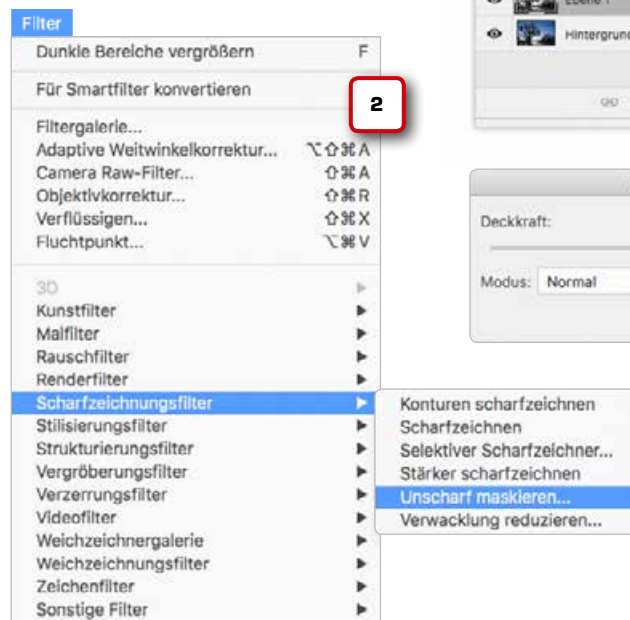 Filter
Dunkle Bereiche vergrößern F
Für Smartfilter konvertieren
2
Filtergalerie...
Adaptive Weitwinkelkorrektur... ⌥⇧⌘A
Camera Raw-Filter... ⇧⌘A
Objektivkorrektur... ⇧⌘R
Verflüssigen... ⇧⌘X
Fluchtpunkt... ⌥⌘V
3D
Kunstfilter
Malfilter
Rauschfilter
Renderfilter
Scharfzeichnungsfilter
Stilisierungsfilter
Strukturierungsfilter
Vergröberungsfilter
Verzerrungsfilter
Videofilter
Weichzeichnergalerie
Weichzeichnungsfilter
Zeichenfilter
Sonstige Filter
Konturen scharfzeichnen
Scharfzeichnen
Selektiver Scharfzeichner...
Stärker scharfzeichnen
Unscharf maskieren...
Verwacklung reduzieren...
Deckkraft:
Modus: Normal